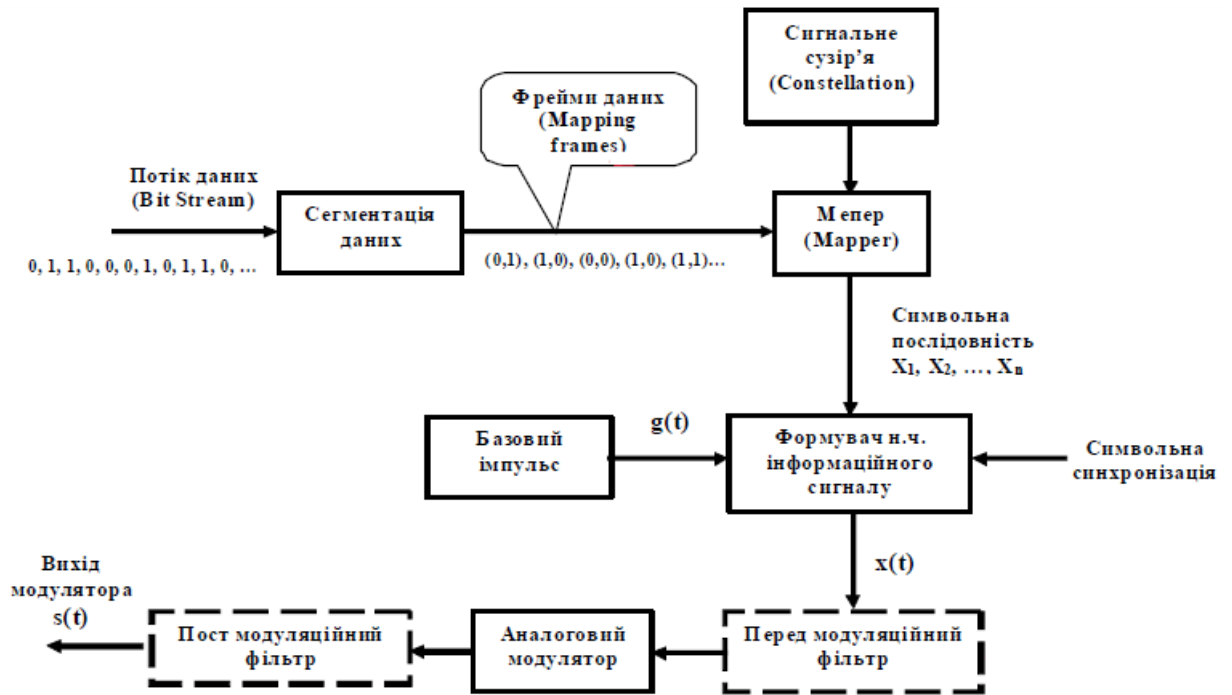 Сигнальне
сузір’я
(Constellation)
Фрейми даних
(Mapping
frames)
Потік даних
(Bit Stream)
Сегментація
даних
Мепер
(Mapper)
0, 1, 1, 0, 0, 0, 1, 0, 1, 1, 0, …
(0,1), (1,0), (0,0), (1,0), (1,1)…
Символьна
послідовність
X1, X2, …, Xn
Базовий
імпульс
g(t)
Формувач н.ч.
інформаційного
сигналу
Символьна
синхронізація
x(t)
Вихід
модулятора
s(t)
Пост модуляційний
фільтр
Аналоговий
модулятор
Перед модуляційний
фільтр